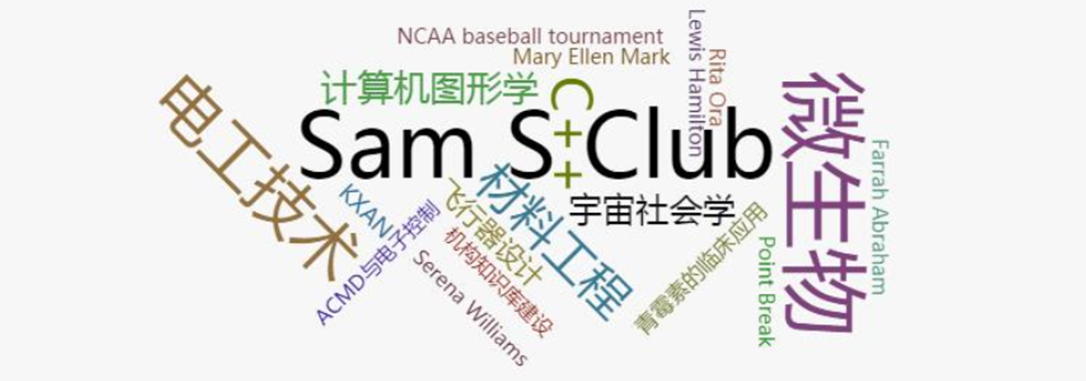 NCAA baseball tournament
Mary Ellen Mark
Lewis Hamilton
Rita Ora
计算机图形学
C++
Sam S Club
电工技术
微生物
Farrah Abraham
KXAN
ACMD与电子控制
飞行器设计
材料工程
宇宙社会学
机构知识库建设
Serena Williams
青霉素的临床应用
Point Break